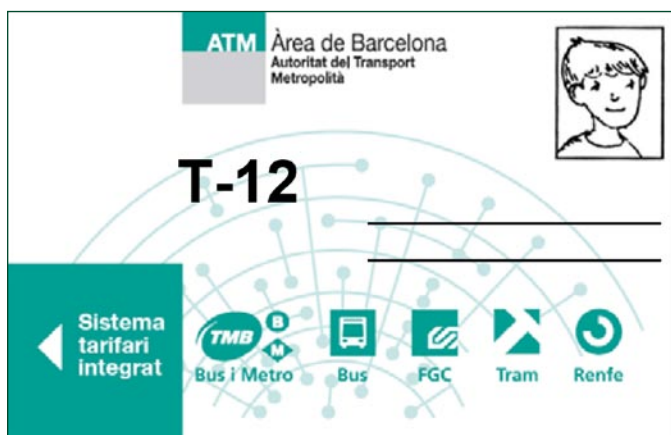 ATM Àrea de Barcelona
Autoritat del Transport
Metropolità
T-12
Sistema
tarifari
integrat
TMB B
M
Bus i Metro Bus FGC Tram Renfe